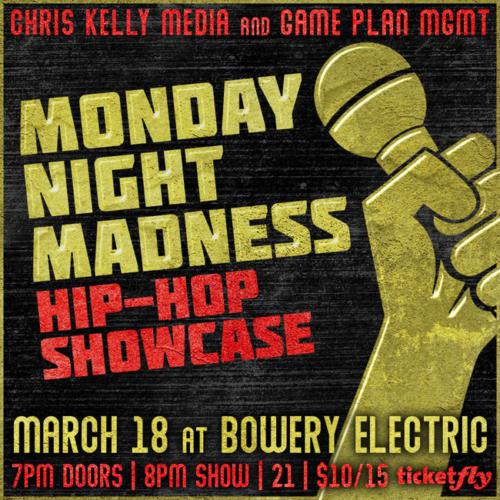 CHRIS KELLY MEDIA AND GAME PLAN MGMT
MONDAY
NIGHT
MADNESS
HIP-HOP
SHOWCASE
MARCH 18 AT BOWERY ELECTRIC
7PM DOORS | 8PM SHOW | 21 | $10/15 ticketfly